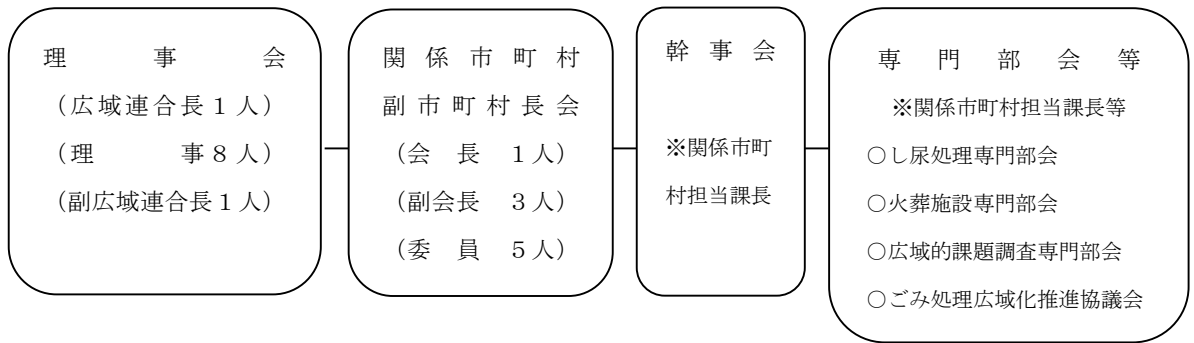 理事会
（広域連合長１人）
（理　事８人）
（副広域連合長１人）
関係市町村
副市町村長会
（会長　１人）
（副会長　３人）
（委員　５人）
幹事会
※関係市町
村担当課長
専門部会等
※関係市町村担当課長等
○し尿処理専門部会
○火葬施設専門部会
○広域的課題調査専門部会
○ごみ処理広域化推進協議会